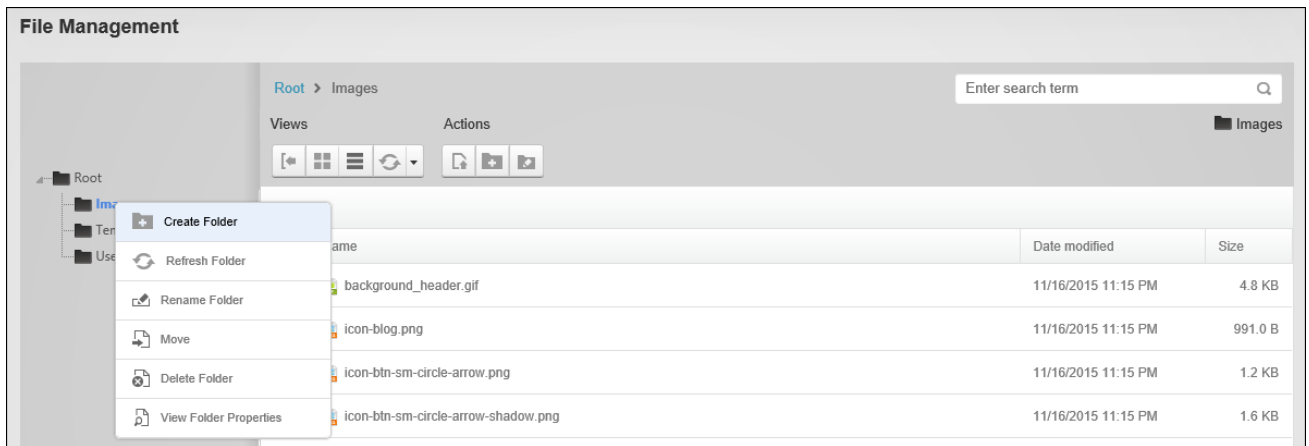 File Management
Root > Images
Enter search term
Views
Actions
Images
Root
Create Folder
Refresh Folder
Rename Folder
Move
Delete Folder
View Folder Properties
Date modified
Size
background_header.gif
11/16/2015 11:15 PM
4.8 KB
icon-blog.png
11/16/2015 11:15 PM
991.0 B
icon-btn-sm-circle-arrow.png
11/16/2015 11:15 PM
1.2 KB
icon-btn-sm-circle-arrow-shadow.png
11/16/2015 11:15 PM
1.6 KB